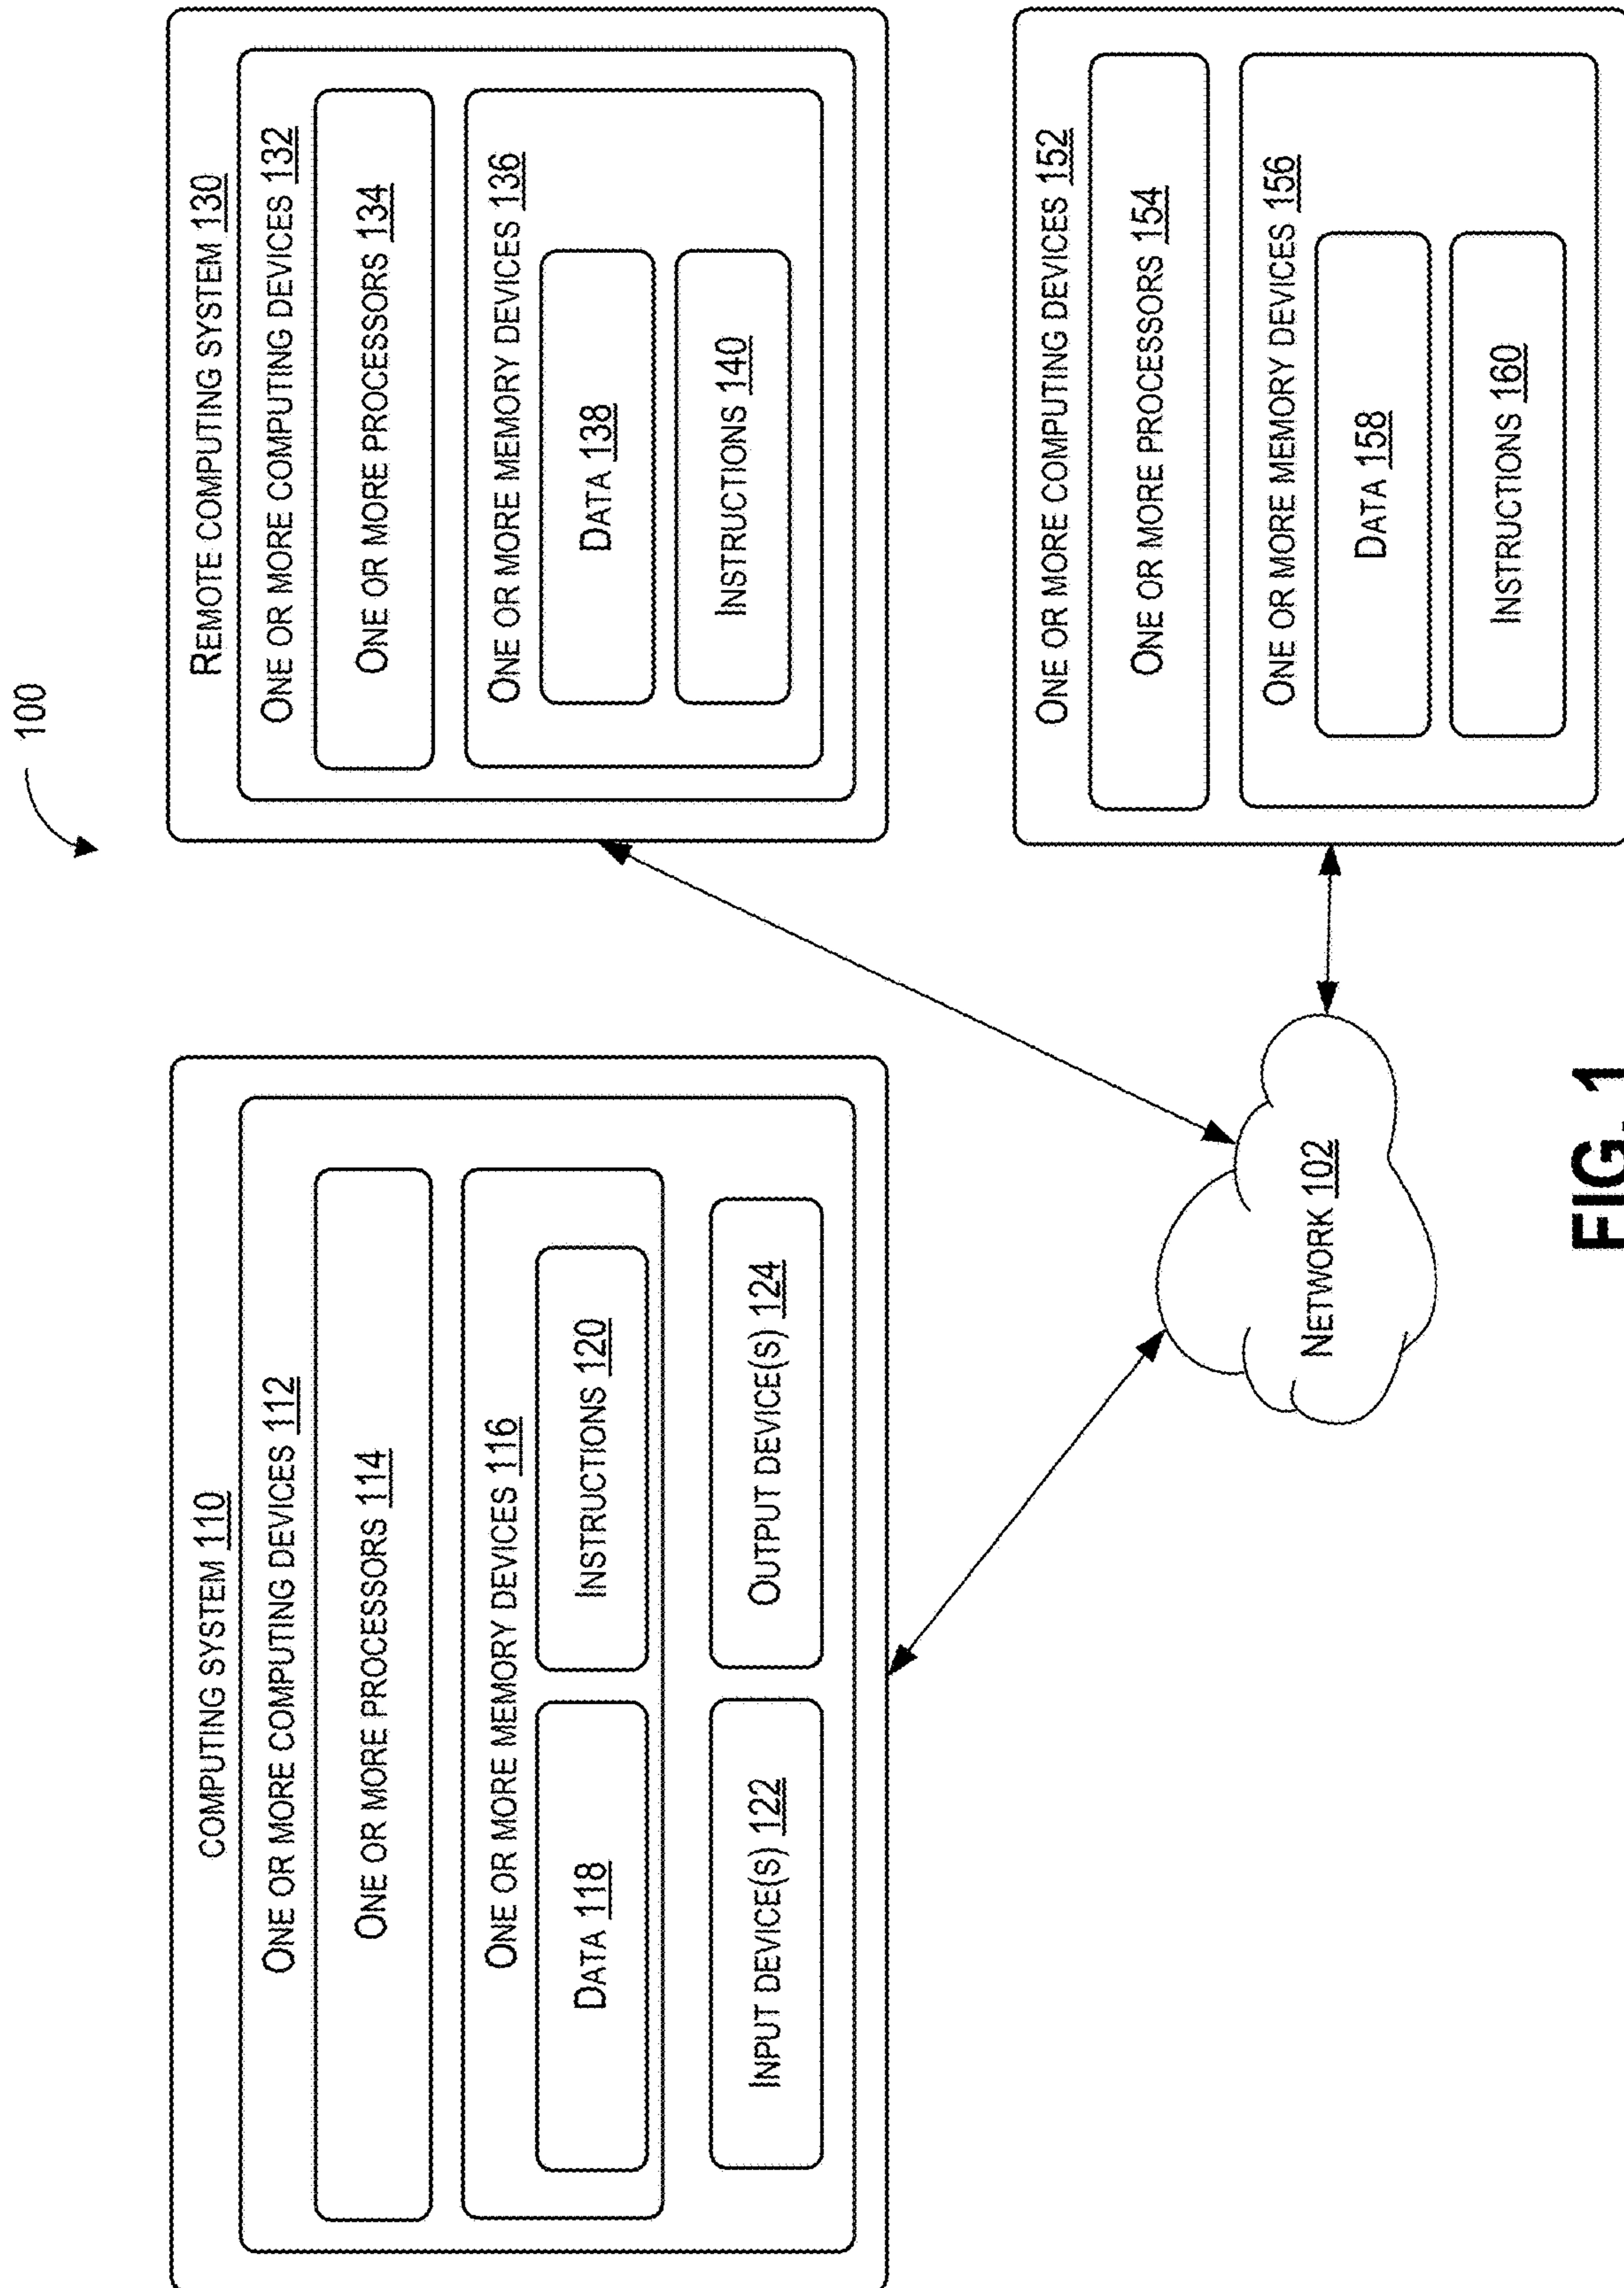 100
COMPUTING SYSTEM 110
ONE OR MORE COMPUTING DEVICES 112
ONE OR MORE PROCESSORS 114
ONE OR MORE MEMORY DEVICES 116
DATA 118
INSTRUCTIONS 120
INPUT DEVICE(S) 122
OUTPUT DEVICE(S) 124
REMOTE COMPUTING SYSTEM 130
ONE OR MORE COMPUTING DEVICES 132
ONE OR MORE PROCESSORS 134
ONE OR MORE MEMORY DEVICES 136
DATA 138
INSTRUCTIONS 140
NETWORK 102
ONE OR MORE COMPUTING DEVICES 152
ONE OR MORE PROCESSORS 154
ONE OR MORE MEMORY DEVICES 156
DATA 158
INSTRUCTIONS 160
FIG. 1